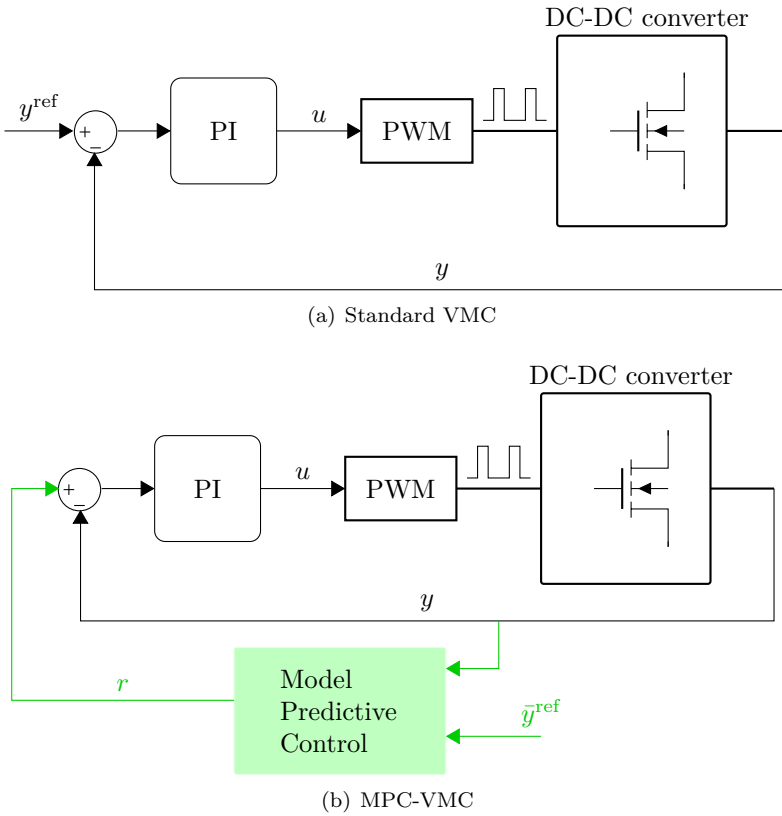 DC-DC converter
y^ref
+
−
PI
u
PWM
y
(a) Standard VMC
DC-DC converter
+
−
PI
u
PWM
y
r
Model
Predictive
Control
ȳ^ref
(b) MPC-VMC